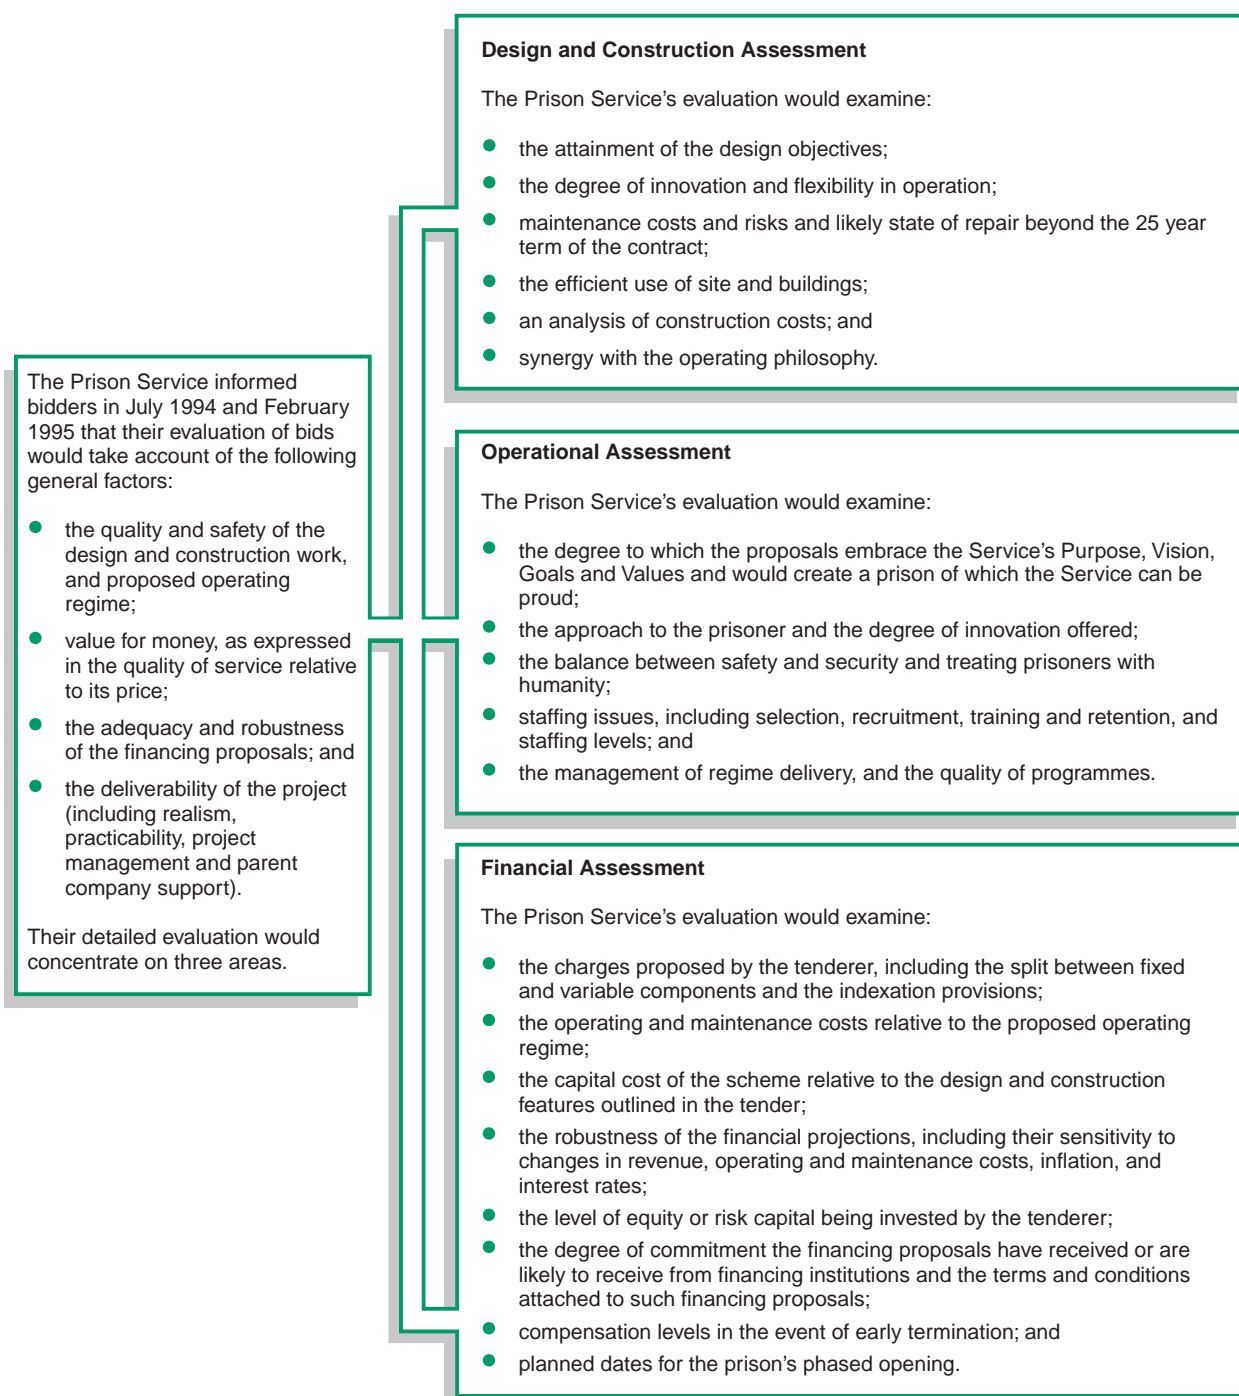 The Prison Service informed
bidders in July 1994 and February
1995 that their evaluation of bids
would take account of the following
general factors:
● the quality and safety of the
design and construction work,
and proposed operating
regime;
● value for money, as expressed
in the quality of service relative
to its price;
● the adequacy and robustness
of the financing proposals; and
● the deliverability of the project
(including realism,
practicability, project
management and parent
company support).
Their detailed evaluation would
concentrate on three areas.
Design and Construction Assessment
The Prison Service’s evaluation would examine:
● the attainment of the design objectives;
● the degree of innovation and flexibility in operation;
● maintenance costs and risks and likely state of repair beyond the 25 year
term of the contract;
● the efficient use of site and buildings;
● an analysis of construction costs; and
● synergy with the operating philosophy.
Operational Assessment
The Prison Service’s evaluation would examine:
● the degree to which the proposals embrace the Service’s Purpose, Vision,
Goals and Values and would create a prison of which the Service can be
proud;
● the approach to the prisoner and the degree of innovation offered;
● the balance between safety and security and treating prisoners with
humanity;
● staffing issues, including selection, recruitment, training and retention, and
staffing levels; and
● the management of regime delivery, and the quality of programmes.
Financial Assessment
The Prison Service’s evaluation would examine:
● the charges proposed by the tenderer, including the split between fixed
and variable components and the indexation provisions;
● the operating and maintenance costs relative to the proposed operating
regime;
● the capital cost of the scheme relative to the design and construction
features outlined in the tender;
● the robustness of the financial projections, including their sensitivity to
changes in revenue, operating and maintenance costs, inflation, and
interest rates;
● the level of equity or risk capital being invested by the tenderer;
● the degree of commitment the financing proposals have received or are
likely to receive from financing institutions and the terms and conditions
attached to such financing proposals;
● compensation levels in the event of early termination; and
● planned dates for the prison’s phased opening.